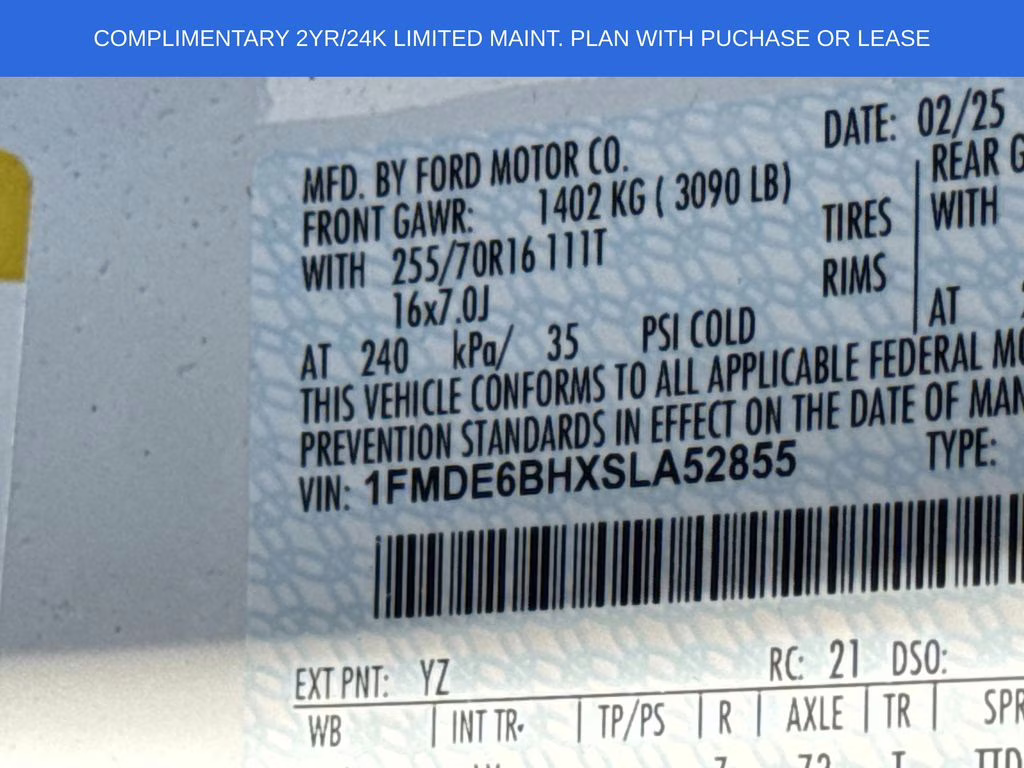 COMPLIMENTARY 2YR/24K LIMITED MAINT. PLAN WITH PUCHASE OR LEASE
DATE: 02/25
MFD. BY FORD MOTOR CO.
FRONT GAWR: 1402 KG ( 3090 LB)
WITH 255/70R16 111T
16x7.0J
AT 240 kPa/ 35 PSI COLD
TIRES
RIMS
REAR G
WITH
AT
THIS VEHICLE CONFORMS TO ALL APPLICABLE FEDERAL MO
PREVENTION STANDARDS IN EFFECT ON THE DATE OF MAN
VIN: 1FMDE6BHXSLA52855 TYPE:
EXT PNT: YZ RC: 21 DSO:
WB | INT TR. | TP/PS | R | AXLE | TR | SPR